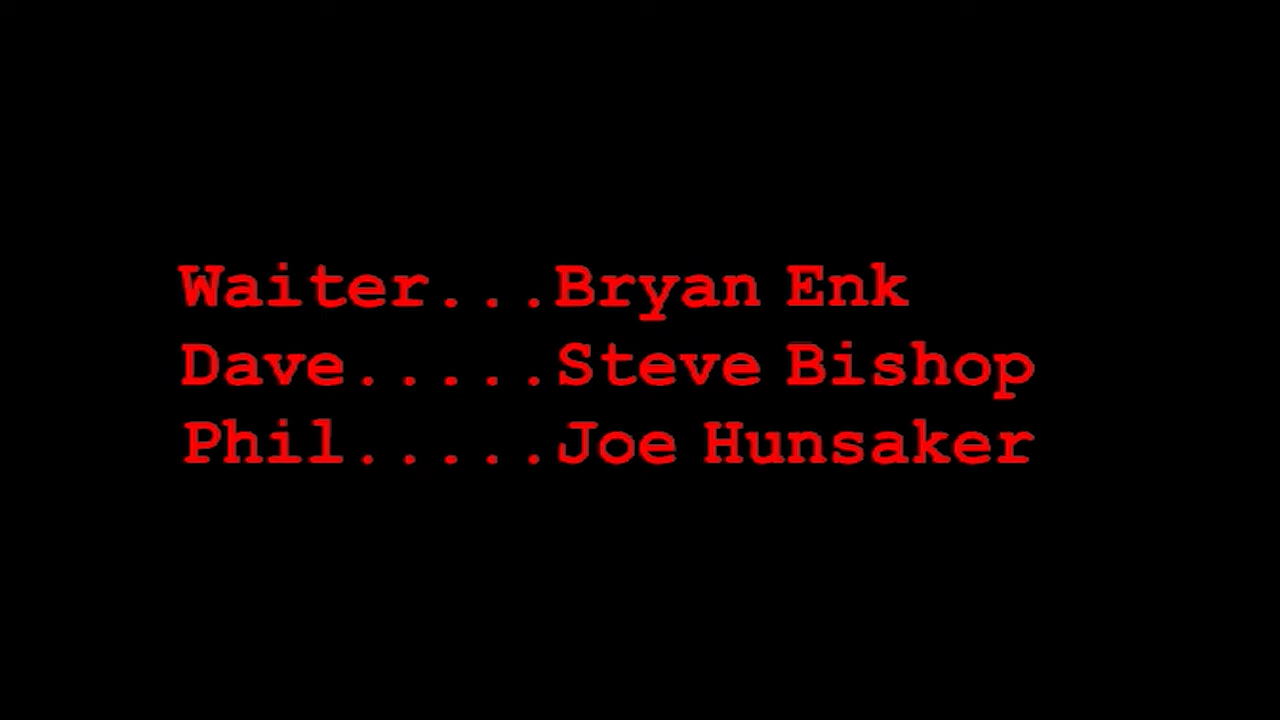 Waiter...Bryan Enk
Dave.....Steve Bishop
Phil.....Joe Hunsaker